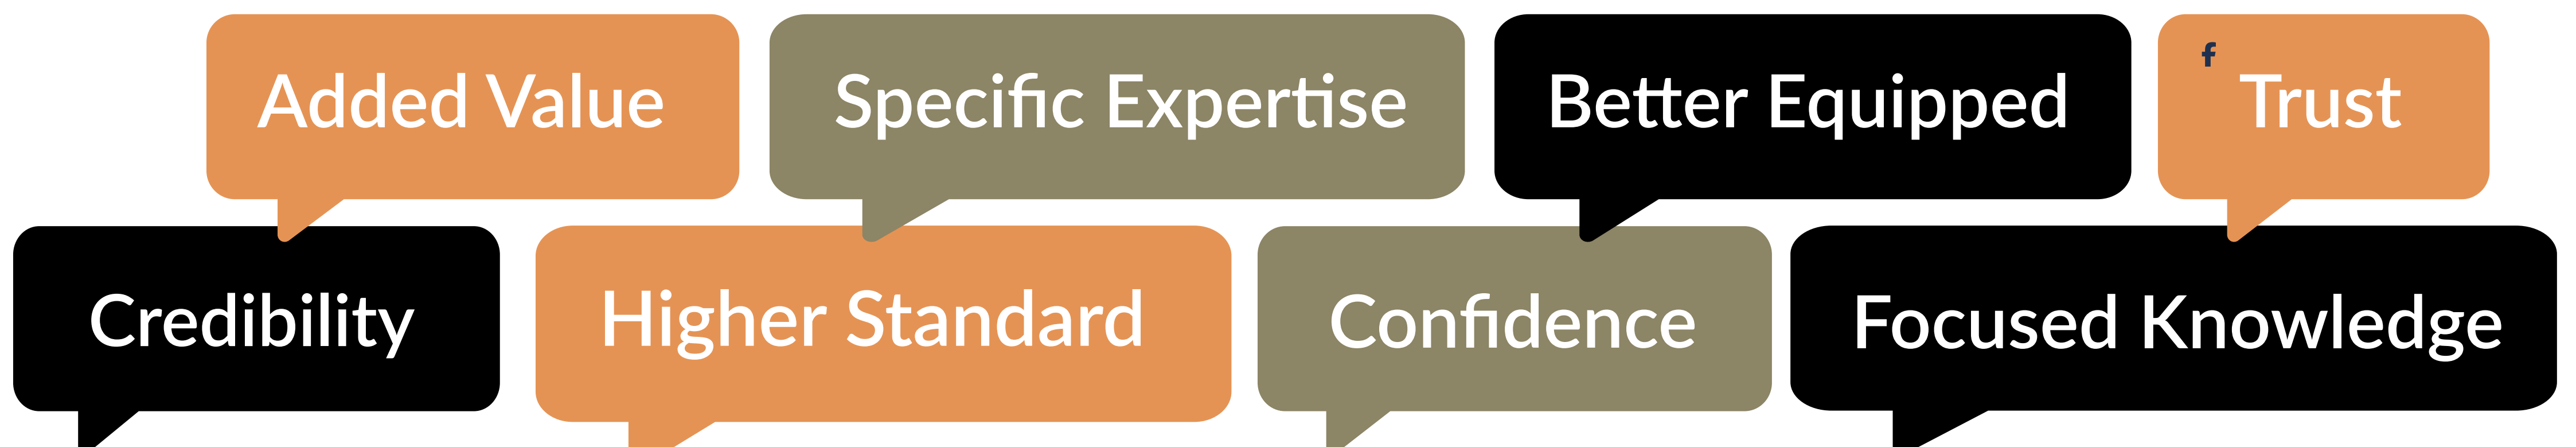 Added Value
Specific Expertise
Better Equipped
f
Trust
Credibility
Higher Standard
Confidence
Focused Knowledge